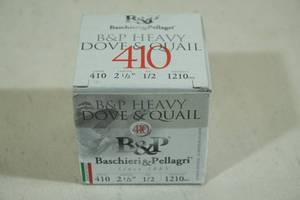 B&P
Baschieri & Pellagri
B&P HEAVY
DOVE & QUAIL
410
410 2 ½" 1/2 1210
B&P HEAVY
DOVE & QUAIL
410
B&P
Baschieri & Pellagri
410 2 ½" 1/2 1210